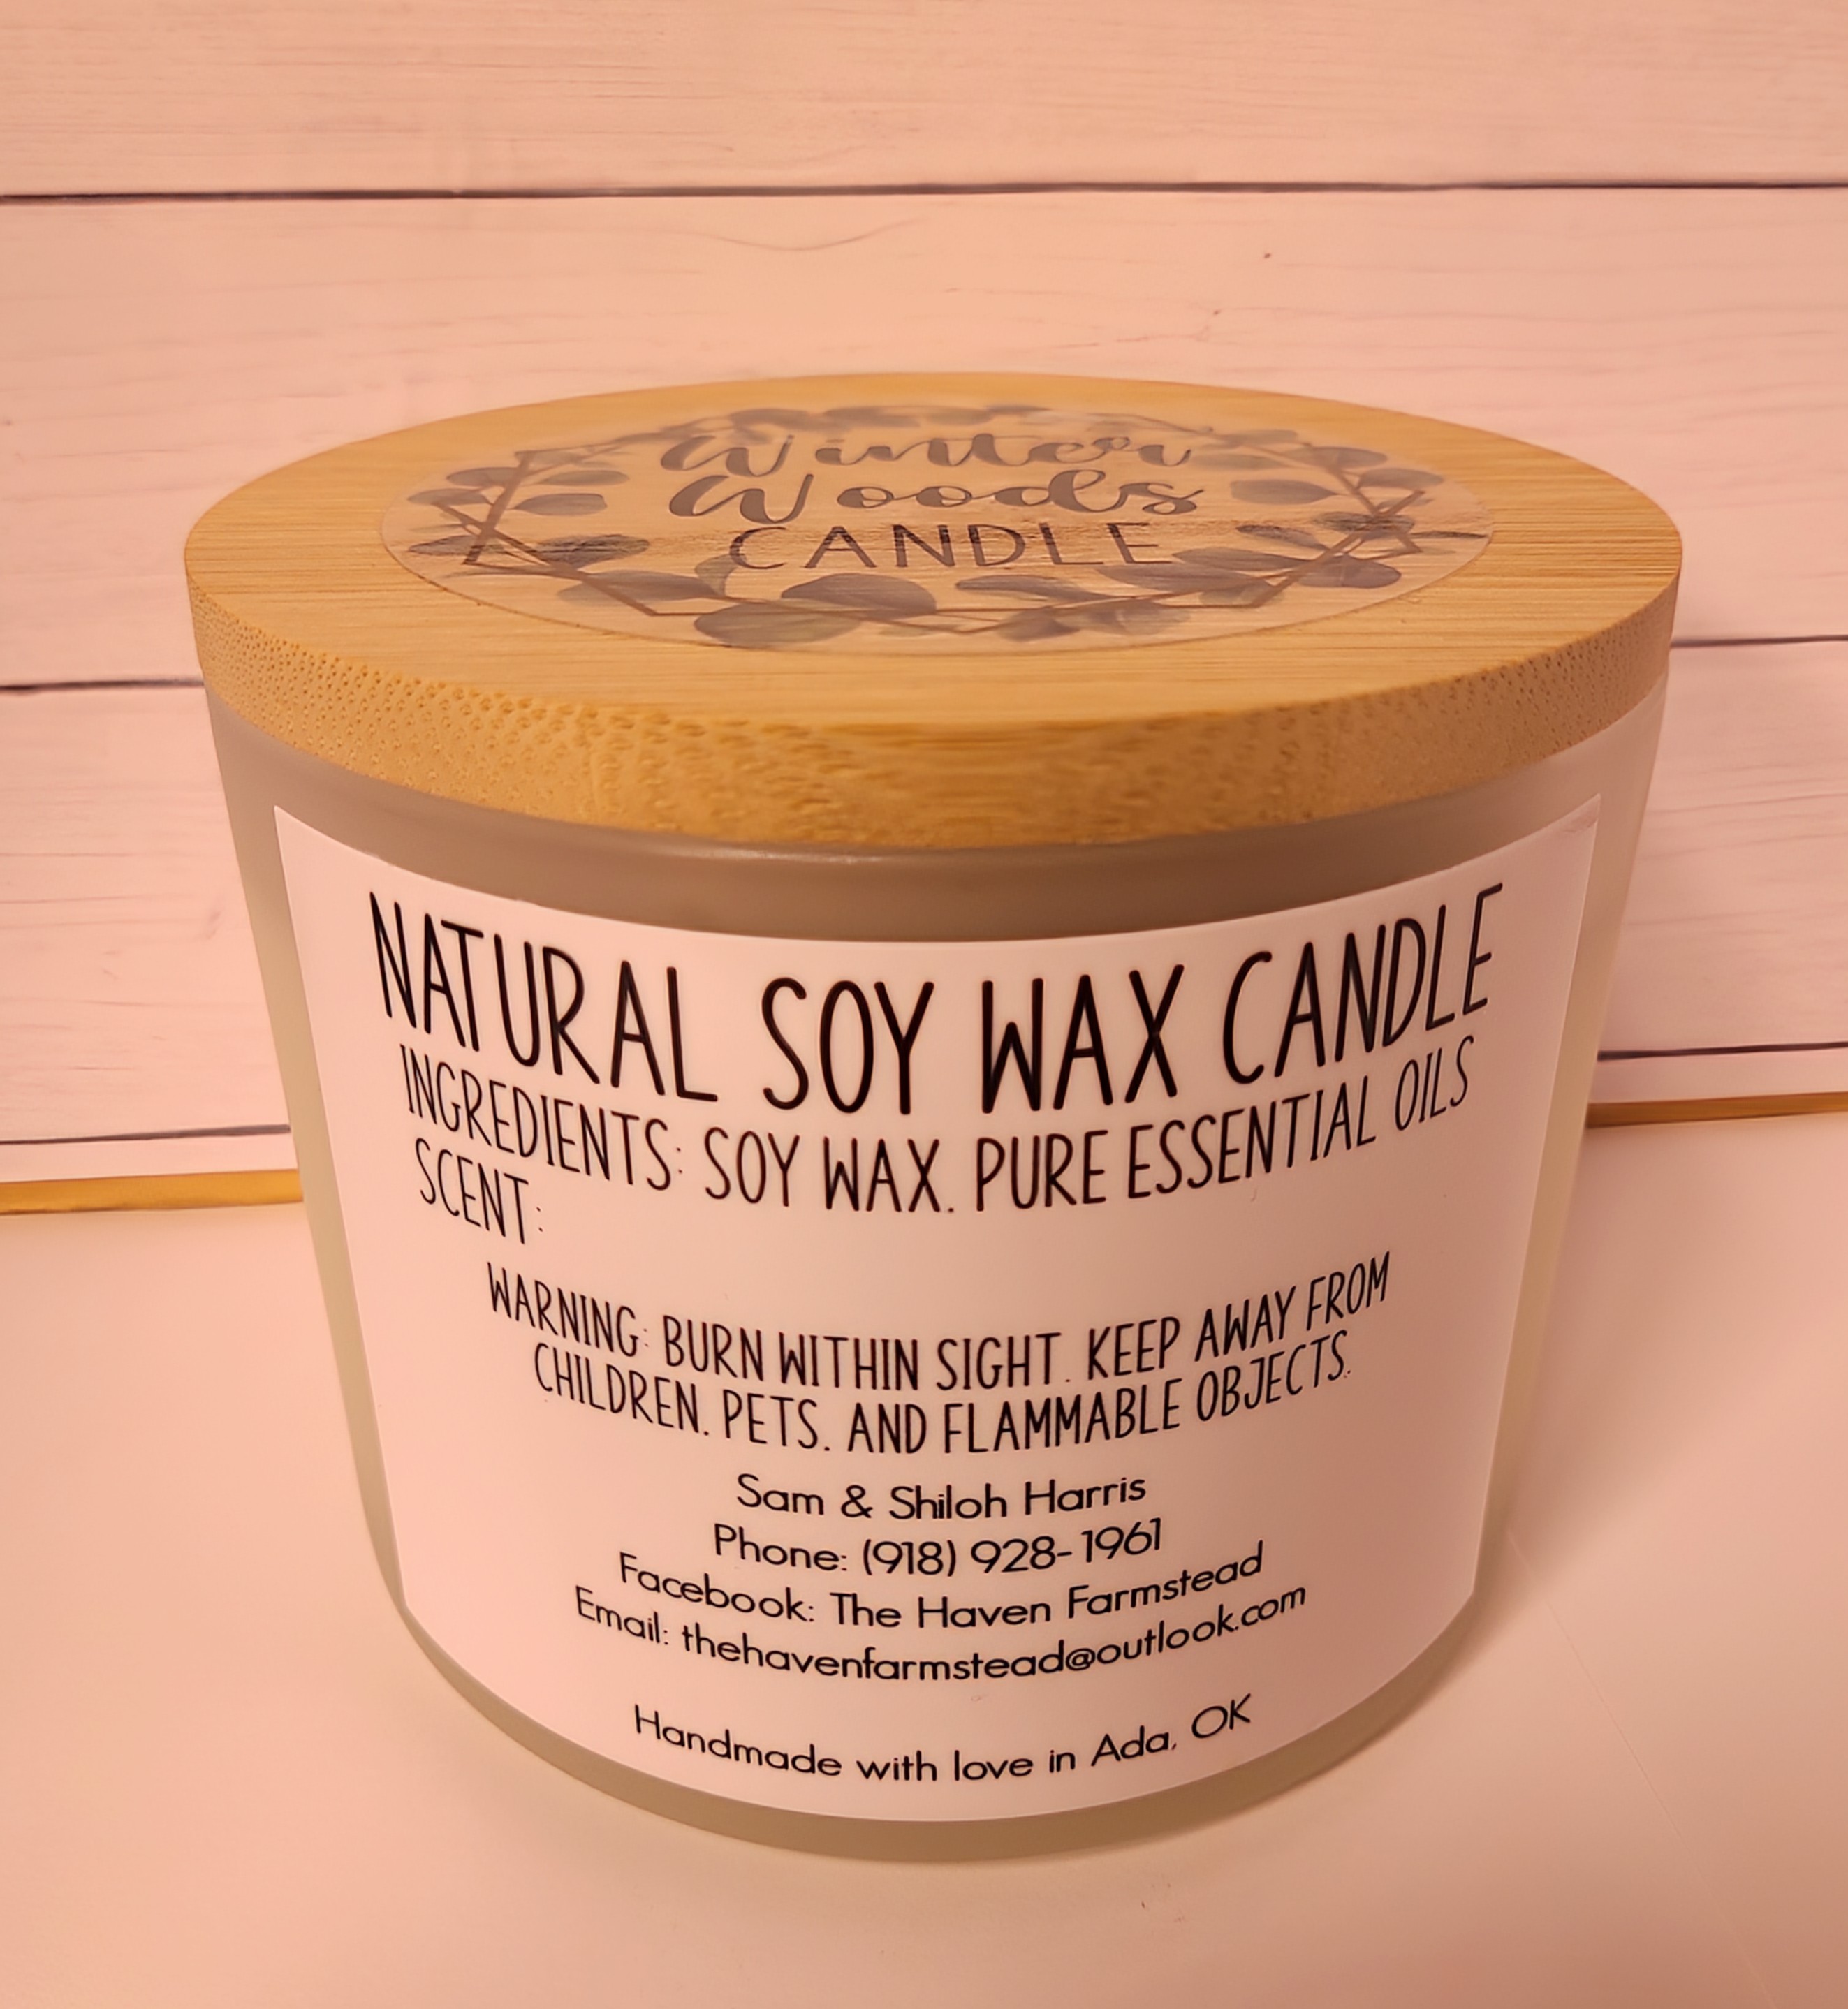 Winter
Woods
CANDLE
NATURAL SOY WAX CANDLE
INGREDIENTS: SOY WAX. PURE ESSENTIAL OILS
SCENT:
WARNING: BURN WITHIN SIGHT. KEEP AWAY FROM
CHILDREN. PETS. AND FLAMMABLE OBJECTS.
Sam & Shiloh Harris
Phone: (918) 928-1961
Facebook: The Haven Farmstead
Email: thehavenfarmstead@outlook.com
Handmade with love in Ada, OK